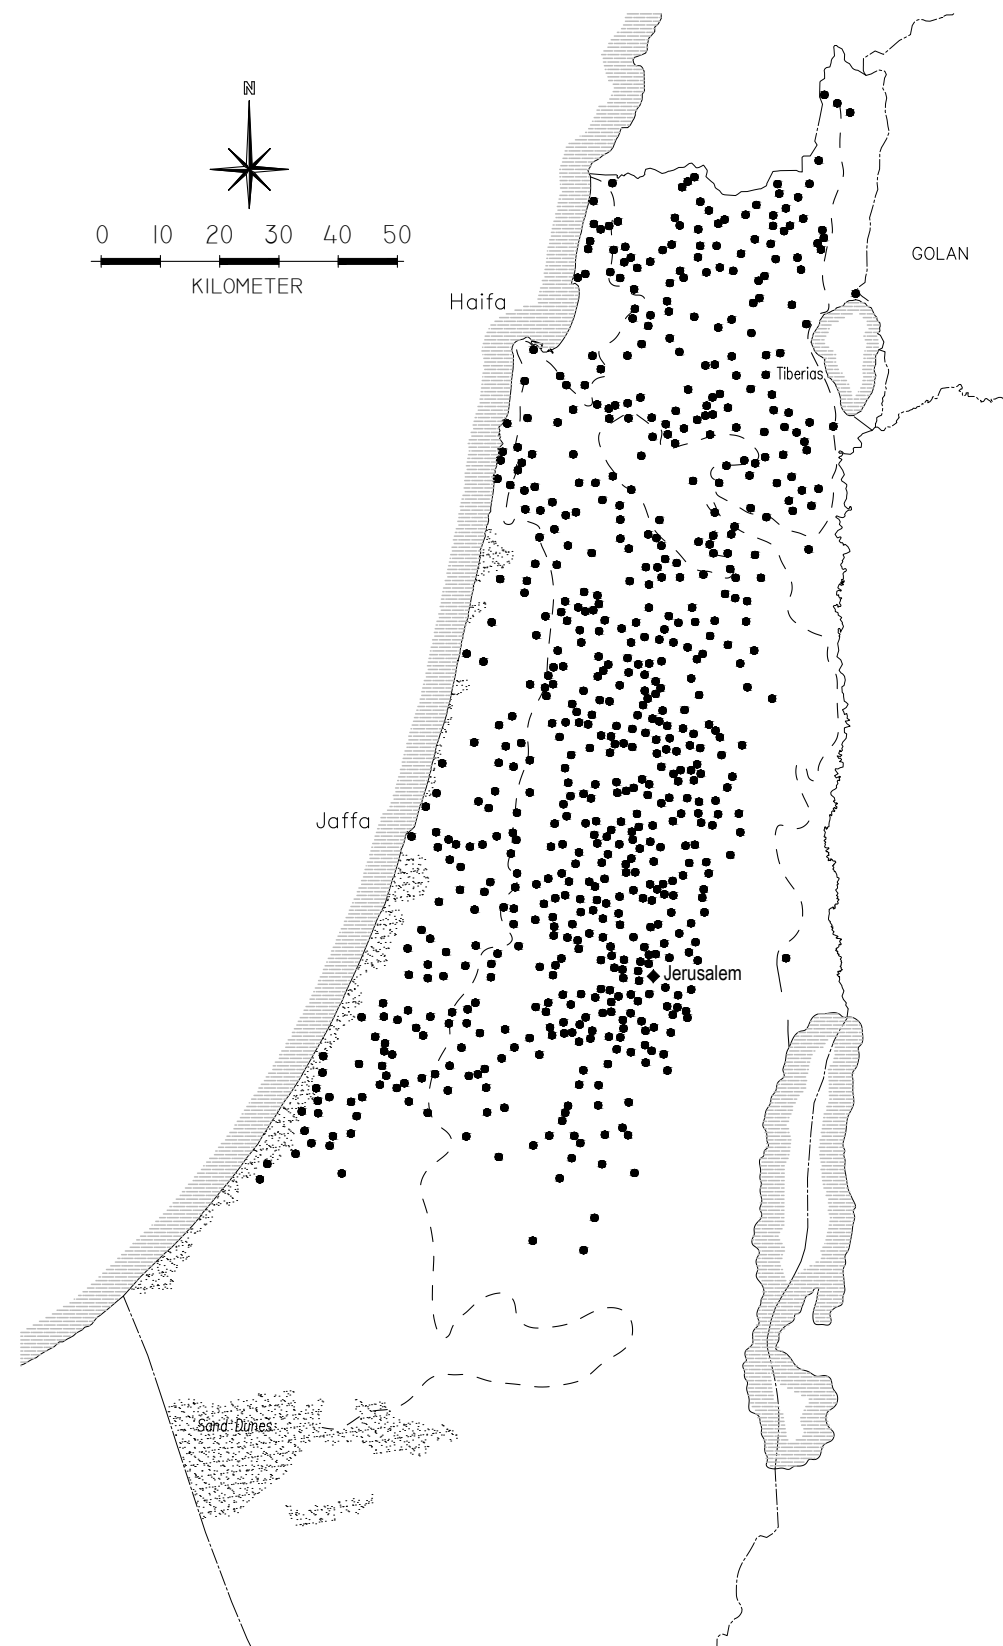 N
0 10 20 30 40 50
KILOMETER
GOLAN
Haifa
Tiberias
Jaffa
Jerusalem
Sand Dunes